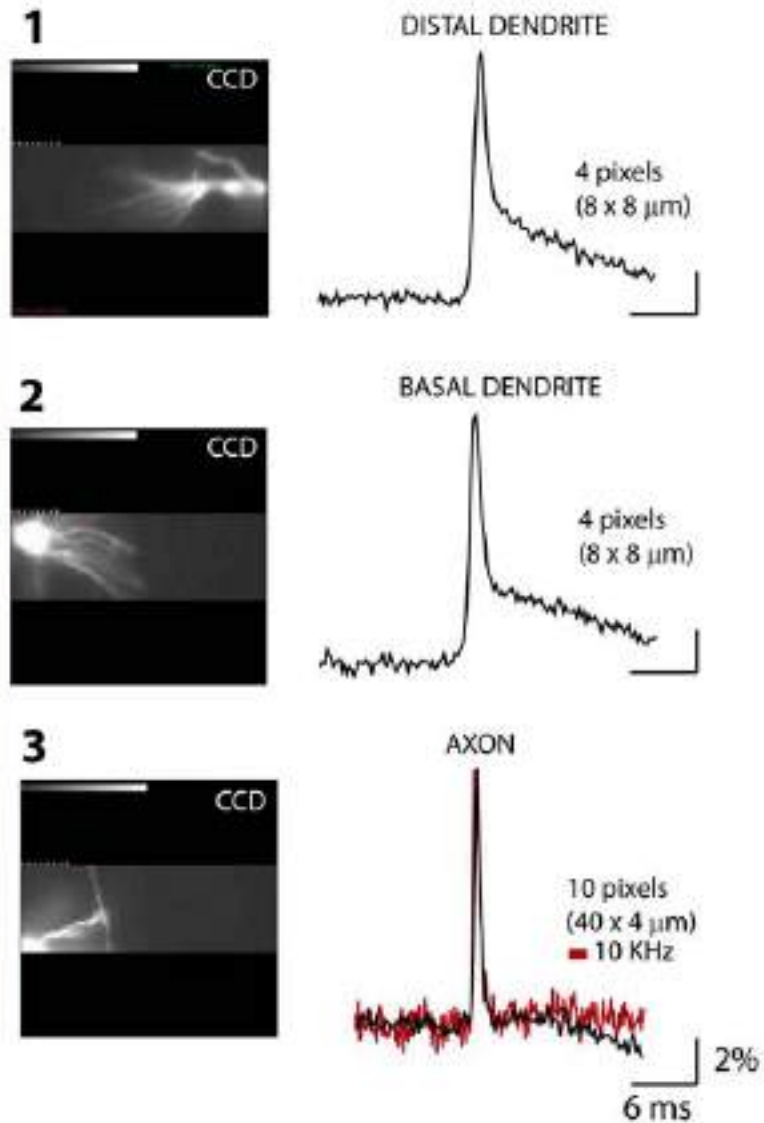 1
DISTAL DENDRITE
CCD
4 pixels
(8 x 8 μm)
2
BASAL DENDRITE
CCD
4 pixels
(8 x 8 μm)
3
AXON
CCD
10 pixels
(40 x 4 μm)
10 KHz
2%
6 ms